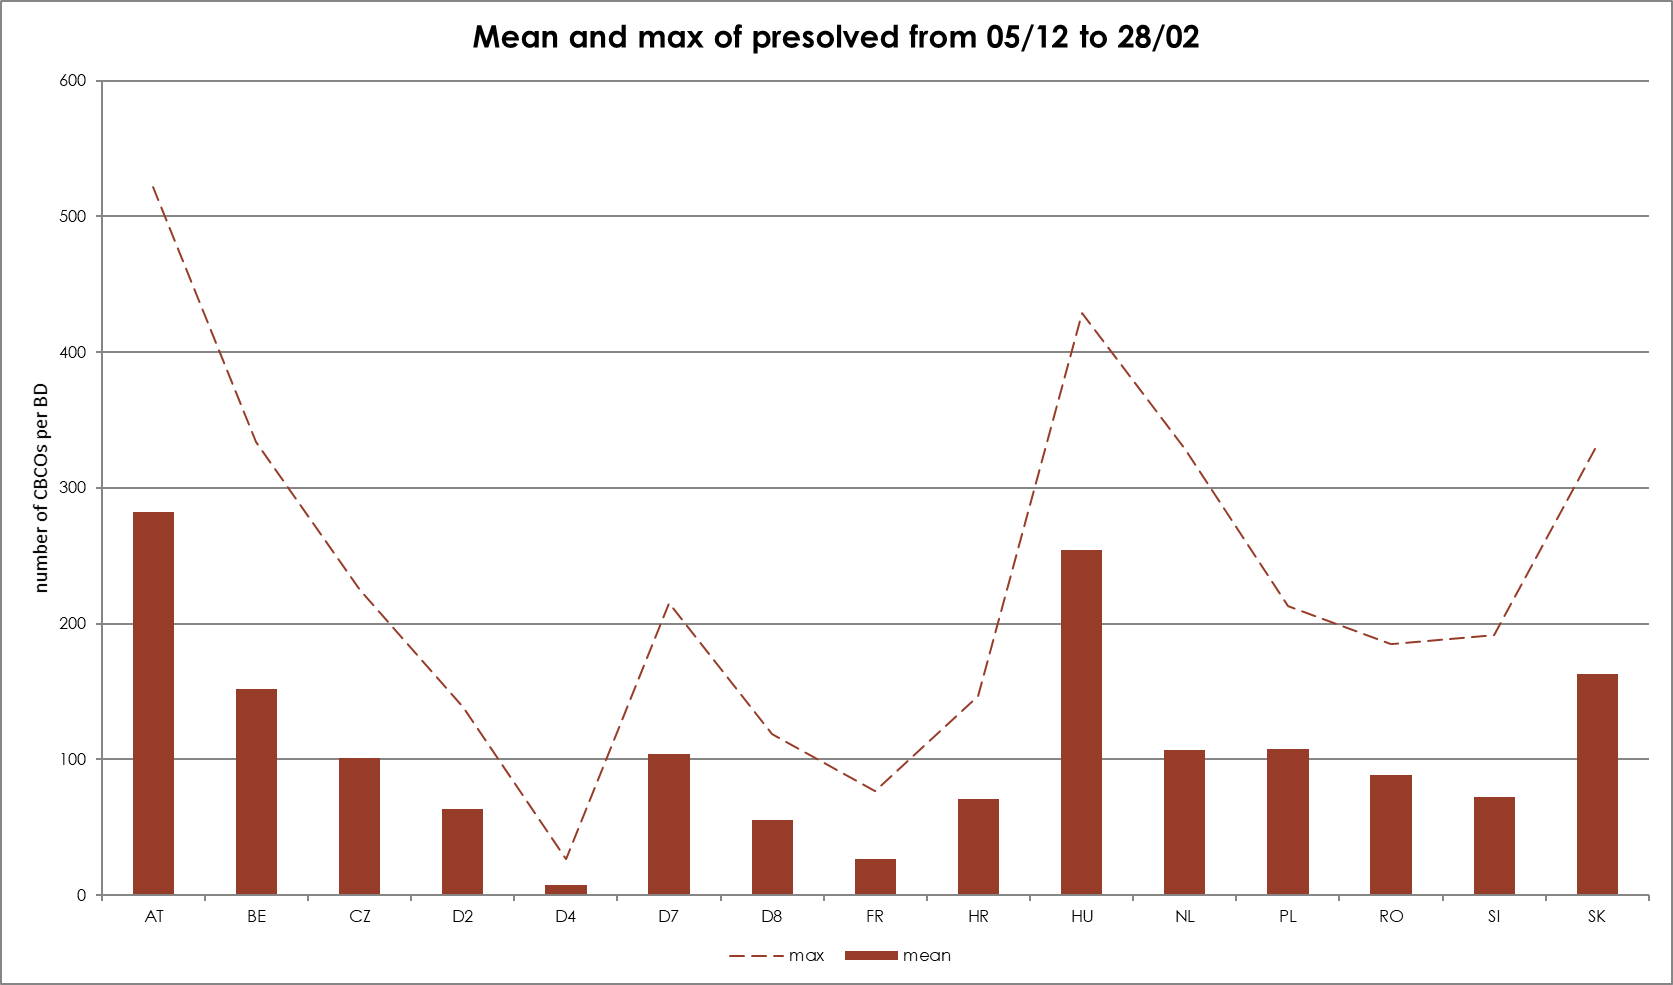 Mean and max of presolved from 05/12 to 28/02
number of CBCOs per BD
600
500
400
300
200
100
0
AT BE CZ D2 D4 D7 D8 FR HR HU NL PL RO SI SK
max mean